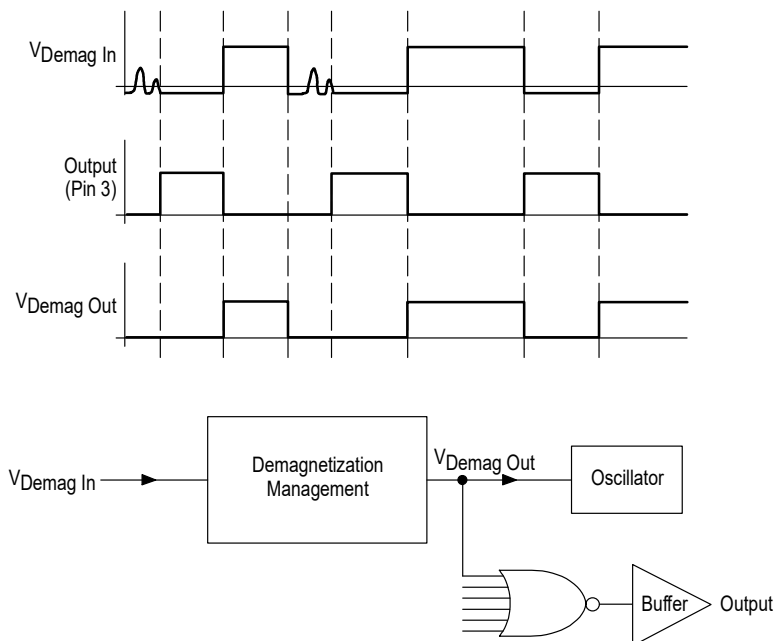 VDemag In
Output
(Pin 3)
VDemag Out
VDemag In
Demagnetization
Management
VDemag Out
Oscillator
Buffer
Output